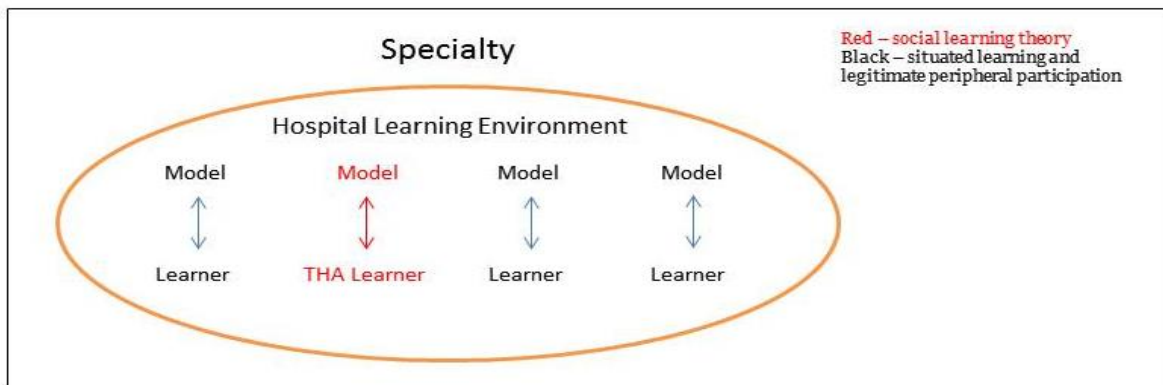 Specialty
Red – social learning theory
Black – situated learning and
legitimate peripheral participation
Hospital Learning Environment
Model Model Model Model
Learner THA Learner Learner Learner